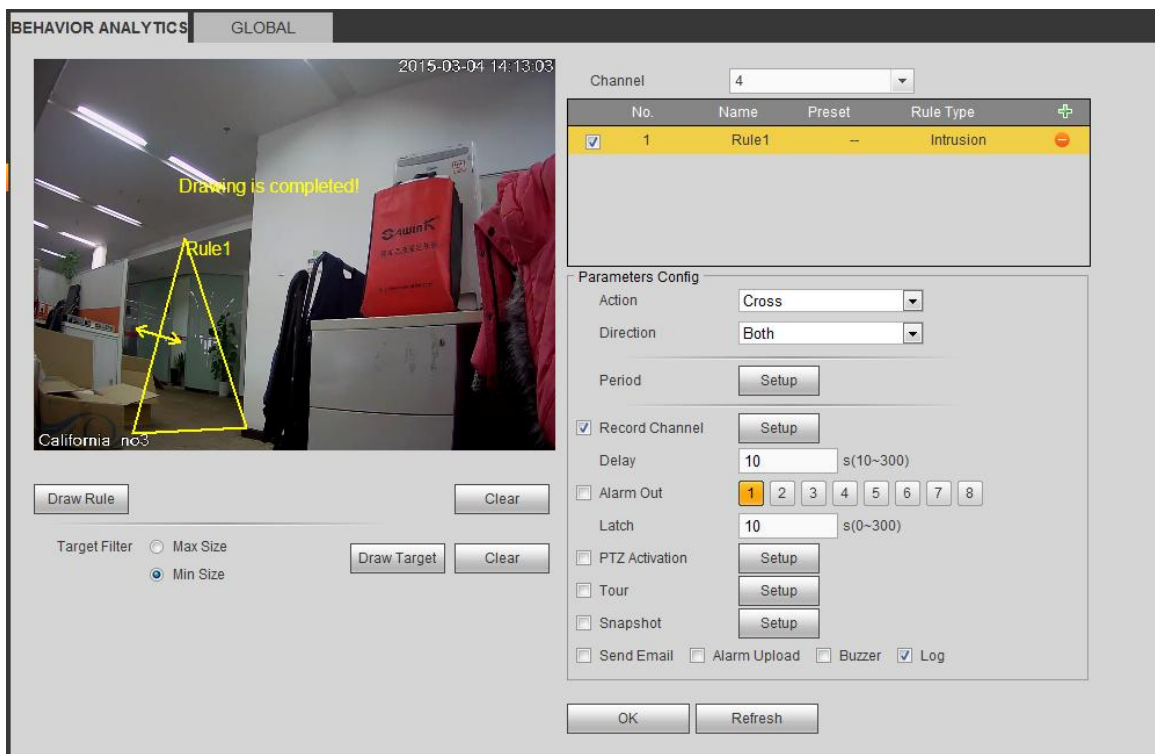 BEHAVIOR ANALYTICS
GLOBAL
2015-03-04 14:13:03
Drawing is completed!
Rule1
SAWINK
California no3
Draw Rule
Clear
Target Filter
Max Size
Min Size
Draw Target
Clear
Channel
4
No. Name Preset Rule Type
1 Rule1 -- Intrusion
Parameters Config
Action Cross
Direction Both
Period Setup
Record Channel Setup
Delay 10 s(10~300)
Alarm Out 1 2 3 4 5 6 7 8
Latch 10 s(0~300)
PTZ Activation Setup
Tour Setup
Snapshot Setup
Send Email Alarm Upload Buzzer Log
OK Refresh